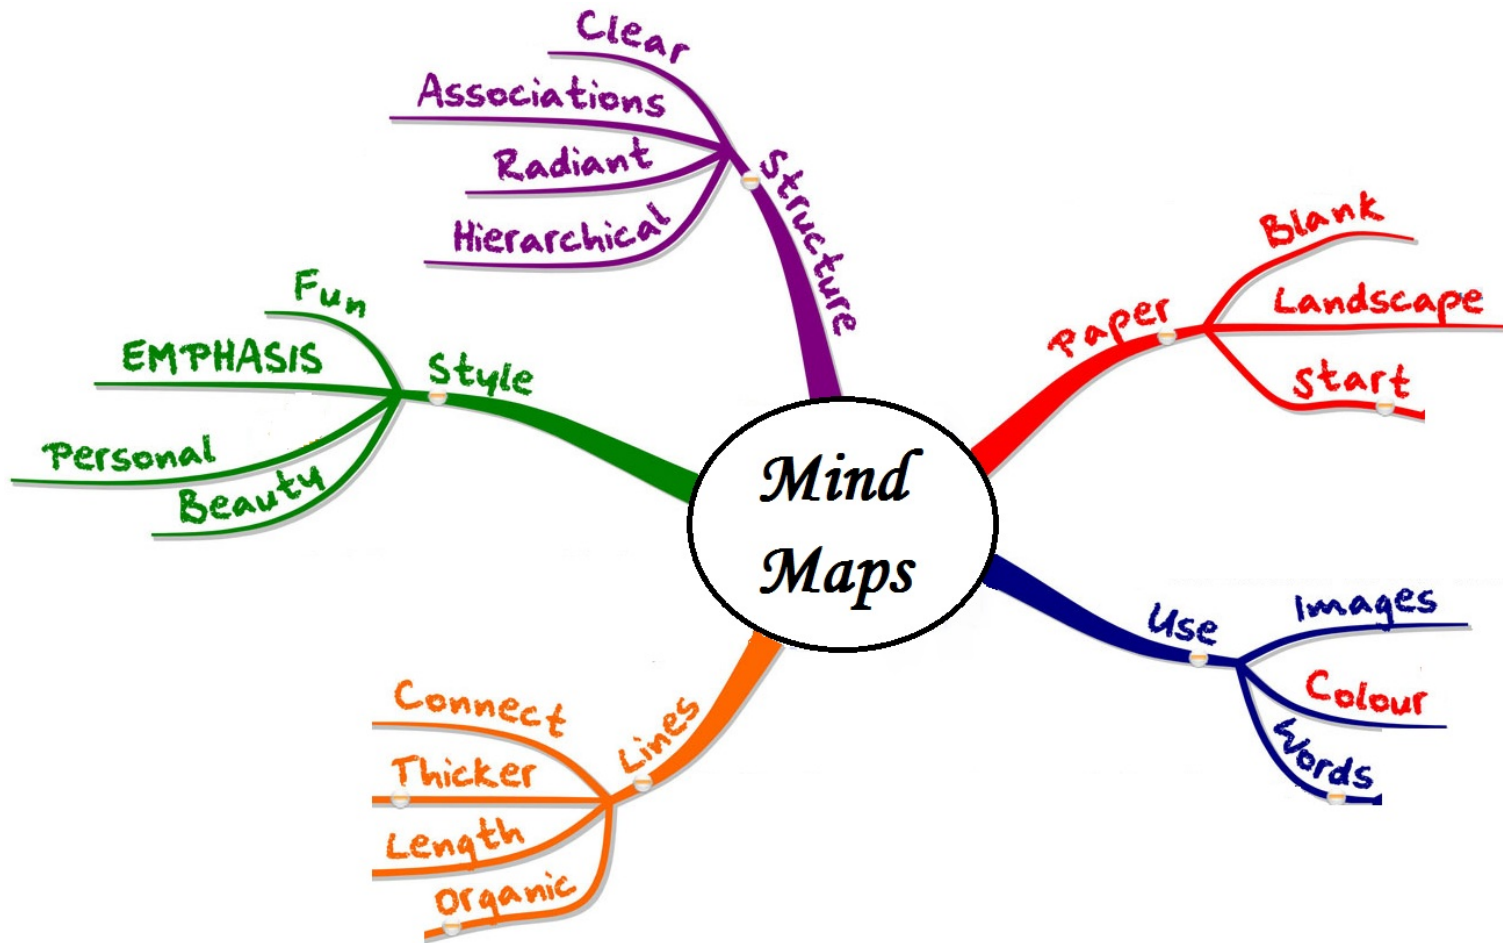 Mind
Maps
Structure
Clear
Associations
Radiant
Hierarchical
Paper
Blank
Landscape
Start
Use
Images
Colour
Words
Lines
Connect
Thicker
Length
Organic
Style
Fun
EMPHASIS
Personal
Beauty